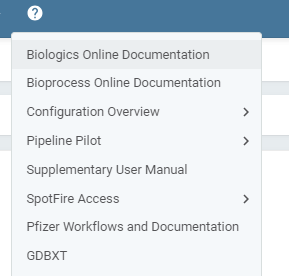 Biologics Online Documentation
Bioprocess Online Documentation
Configuration Overview
Pipeline Pilot
Supplementary User Manual
SpotFire Access
Pfizer Workflows and Documentation
GDBXT